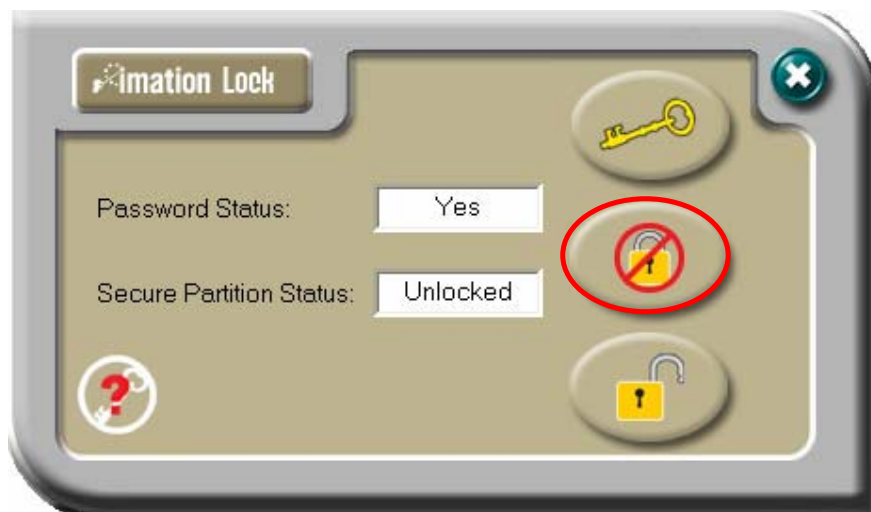 imation Lock
Password Status:
Yes
Secure Partition Status:
Unlocked
?